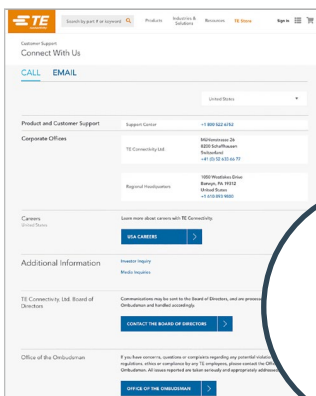 TE
Search by part # or keyword
Products
Industries & Solutions
Resources
TE Store
Sign in
Customer Support
Connect With Us
CALL EMAIL
United States
Product and Customer Support
Support Center
+1 800 522 6752
Corporate Offices
TE Connectivity Ltd.
Mühlenstrasse 26
8200 Schaffhausen
Switzerland
+41 (0) 52 633 66 77
Regional Headquarters
1050 Westlakes Drive
Berwyn, PA 19312
United States
+1 610 893 9800
Careers
United States
Learn more about careers with TE Connectivity.
USA CAREERS
Additional Information
Investor Inquiry
Media Inquiries
TE Connectivity, Ltd. Board of
Directors
Communications may be sent to the Board of Directors, and are
Ombudsman and handled accordingly.
CONTACT THE BOARD OF DIRECTORS
Office of the Ombudsman
If you have concerns, questions or complaints regarding any potential
regulations, ethics or compliance by any TE employees, please contact the
Ombudsman. All issues reported are taken seriously and appropriately
OFFICE OF THE OMBUDSMAN